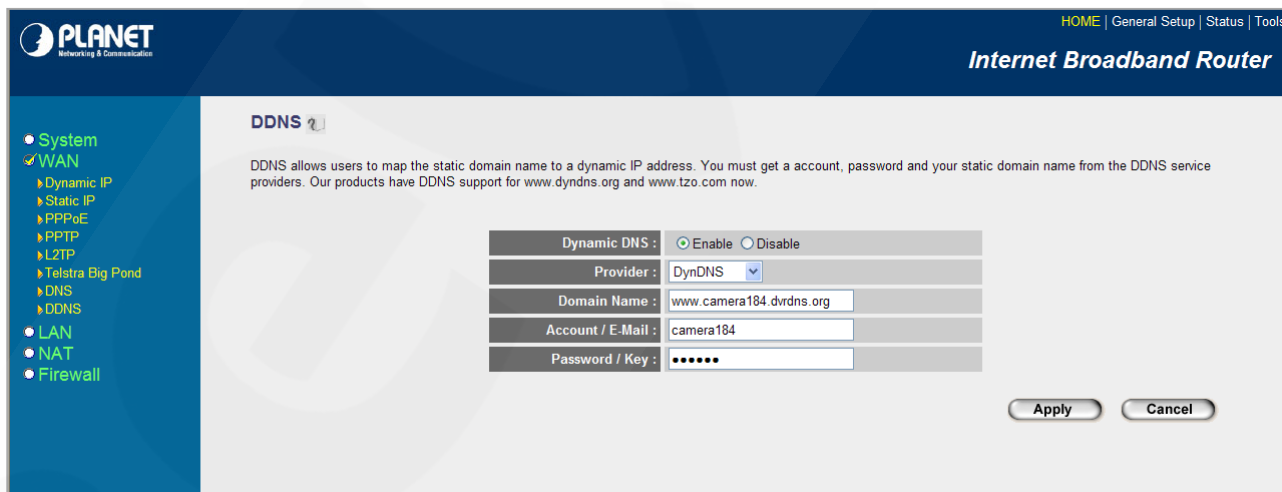 PLANET
Networking & Communication
HOME | General Setup | Status | Tools
Internet Broadband Router
System
WAN
Dynamic IP
Static IP
PPPoE
PPTP
L2TP
Telstra Big Pond
DNS
DDNS
LAN
NAT
Firewall
DDNS
DDNS allows users to map the static domain name to a dynamic IP address. You must get a account, password and your static domain name from the DDNS service
providers. Our products have DDNS support for www.dyndns.org and www.tzo.com now.
Dynamic DNS : Enable Disable
Provider : DynDNS
Domain Name : www.camera184.dvrdns.org
Account / E-Mail : camera184
Password / Key : ••••••
Apply Cancel